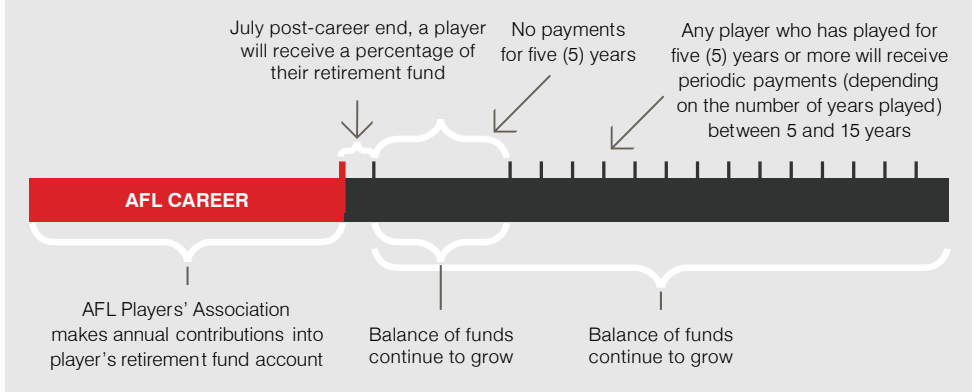 July post-career end, a player
will receive a percentage of
their retirement fund
No payments
for five (5) years
Any player who has played for
five (5) years or more will receive
periodic payments (depending
on the number of years played)
between 5 and 15 years
AFL CAREER
AFL Players' Association
makes annual contributions into
player's retirement fund account
Balance of funds
continue to grow
Balance of funds
continue to grow